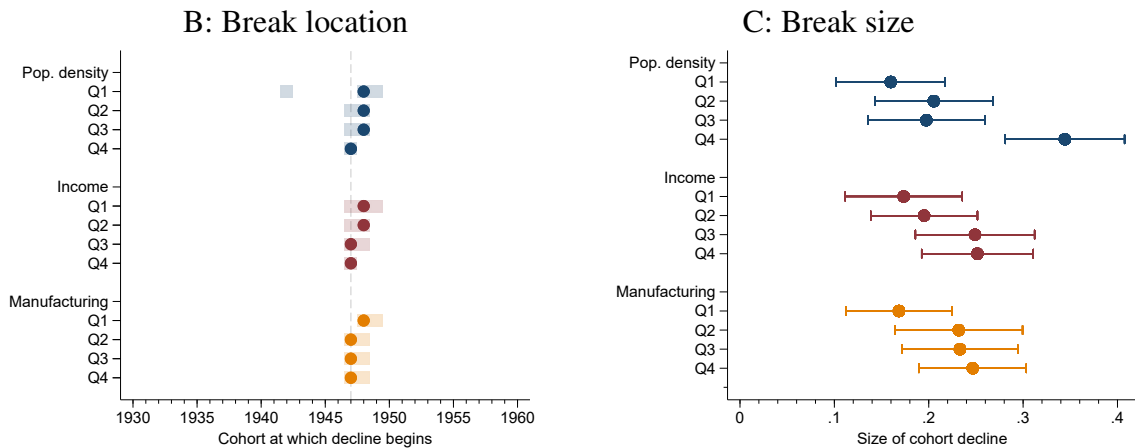 B: Break location
Pop. density
Q1
Q2
Q3
Q4
Income
Q1
Q2
Q3
Q4
Manufacturing
Q1
Q2
Q3
Q4
1930 1935 1940 1945 1950 1955 1960
Cohort at which decline begins
C: Break size
Pop. density
Q1
Q2
Q3
Q4
Income
Q1
Q2
Q3
Q4
Manufacturing
Q1
Q2
Q3
Q4
0 .1 .2 .3 .4
Size of cohort decline